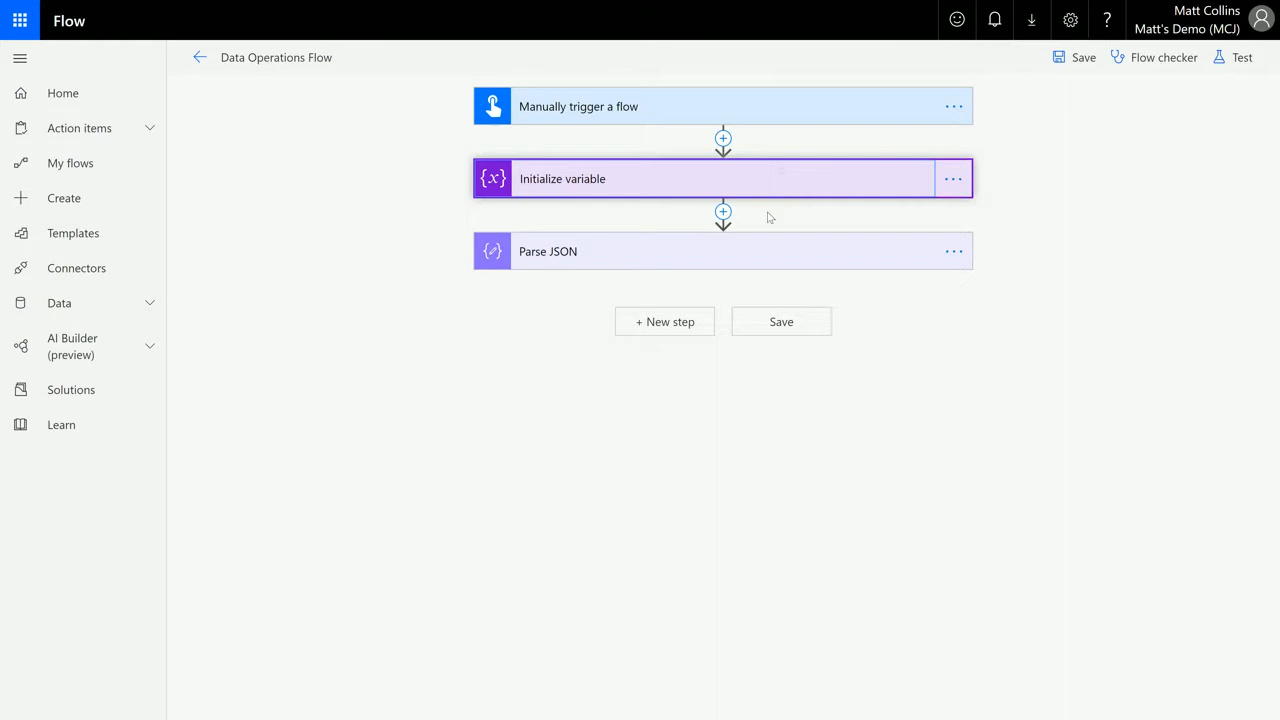 Flow
Matt Collins
Matt's Demo (MCJ)
Data Operations Flow
Save
Flow checker
Test
Home
Action items
My flows
Create
Templates
Connectors
Data
AI Builder
(preview)
Solutions
Learn
Manually trigger a flow
{x} Initialize variable
Parse JSON
+ New step
Save